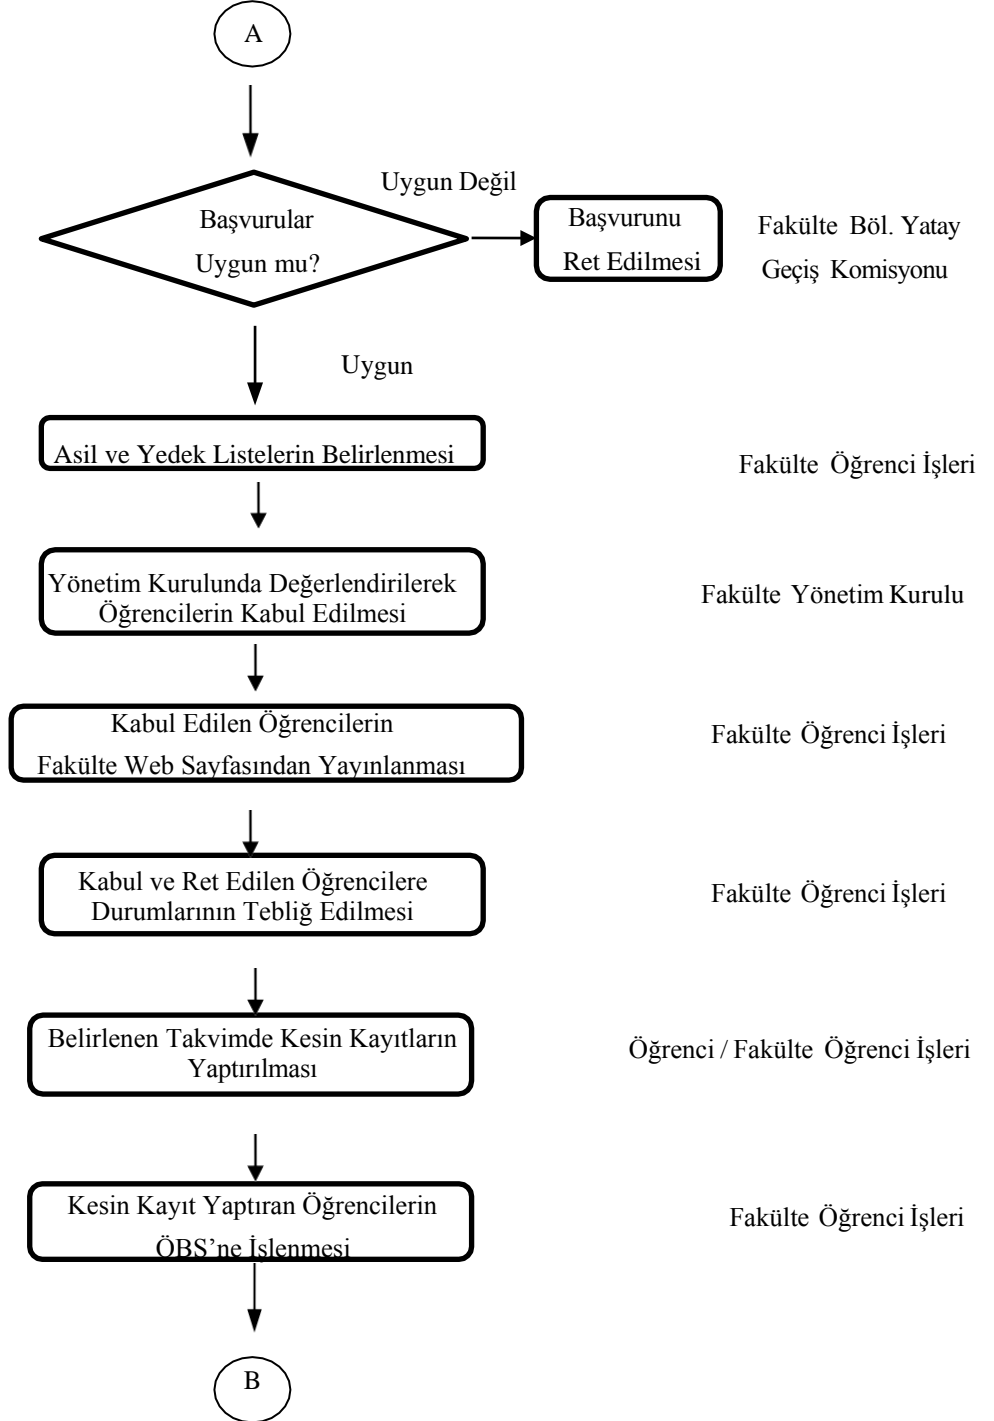 A
Uygun Değil
Başvurular
Uygun mu?
Başvurunu
Ret Edilmesi
Fakülte Böl. Yatay
Geçiş Komisyonu
Uygun
Asil ve Yedek Listelerin Belirlenmesi
Fakülte Öğrenci İşleri
Yönetim Kurulunda Değerlendirilerek
Öğrencilerin Kabul Edilmesi
Fakülte Yönetim Kurulu
Kabul Edilen Öğrencilerin
Fakülte Web Sayfasından Yayınlanması
Fakülte Öğrenci İşleri
Kabul ve Ret Edilen Öğrencilere
Durumlarının Tebliğ Edilmesi
Fakülte Öğrenci İşleri
Belirlenen Takvimde Kesin Kayıtların
Yaptırılması
Öğrenci / Fakülte Öğrenci İşleri
Kesin Kayıt Yaptıran Öğrencilerin
ÖBS’ne İşlenmesi
Fakülte Öğrenci İşleri
B